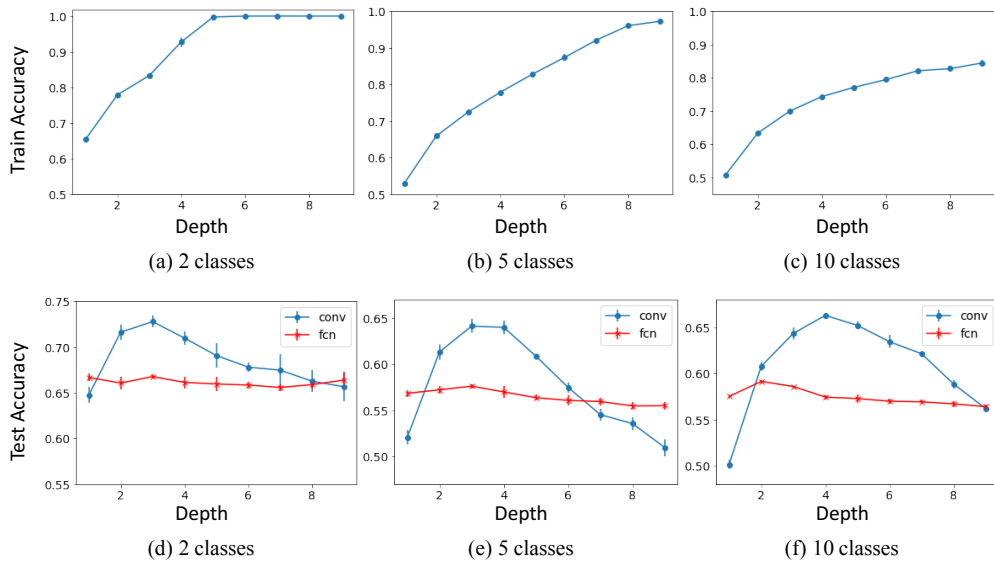 Train Accuracy
1.0
0.9
0.8
0.7
0.6
0.5
2 4 6 8
Depth
(a) 2 classes
1.0
0.9
0.8
0.7
0.6
0.5
2 4 6 8
Depth
(b) 5 classes
1.0
0.9
0.8
0.7
0.6
0.5
2 4 6 8
Depth
(c) 10 classes
Test Accuracy
0.75
0.70
0.65
0.60
0.55
conv
fcn
2 4 6 8
Depth
(d) 2 classes
0.65
0.60
0.55
0.50
conv
fcn
2 4 6 8
Depth
(e) 5 classes
0.65
0.60
0.55
0.50
conv
fcn
2 4 6 8
Depth
(f) 10 classes